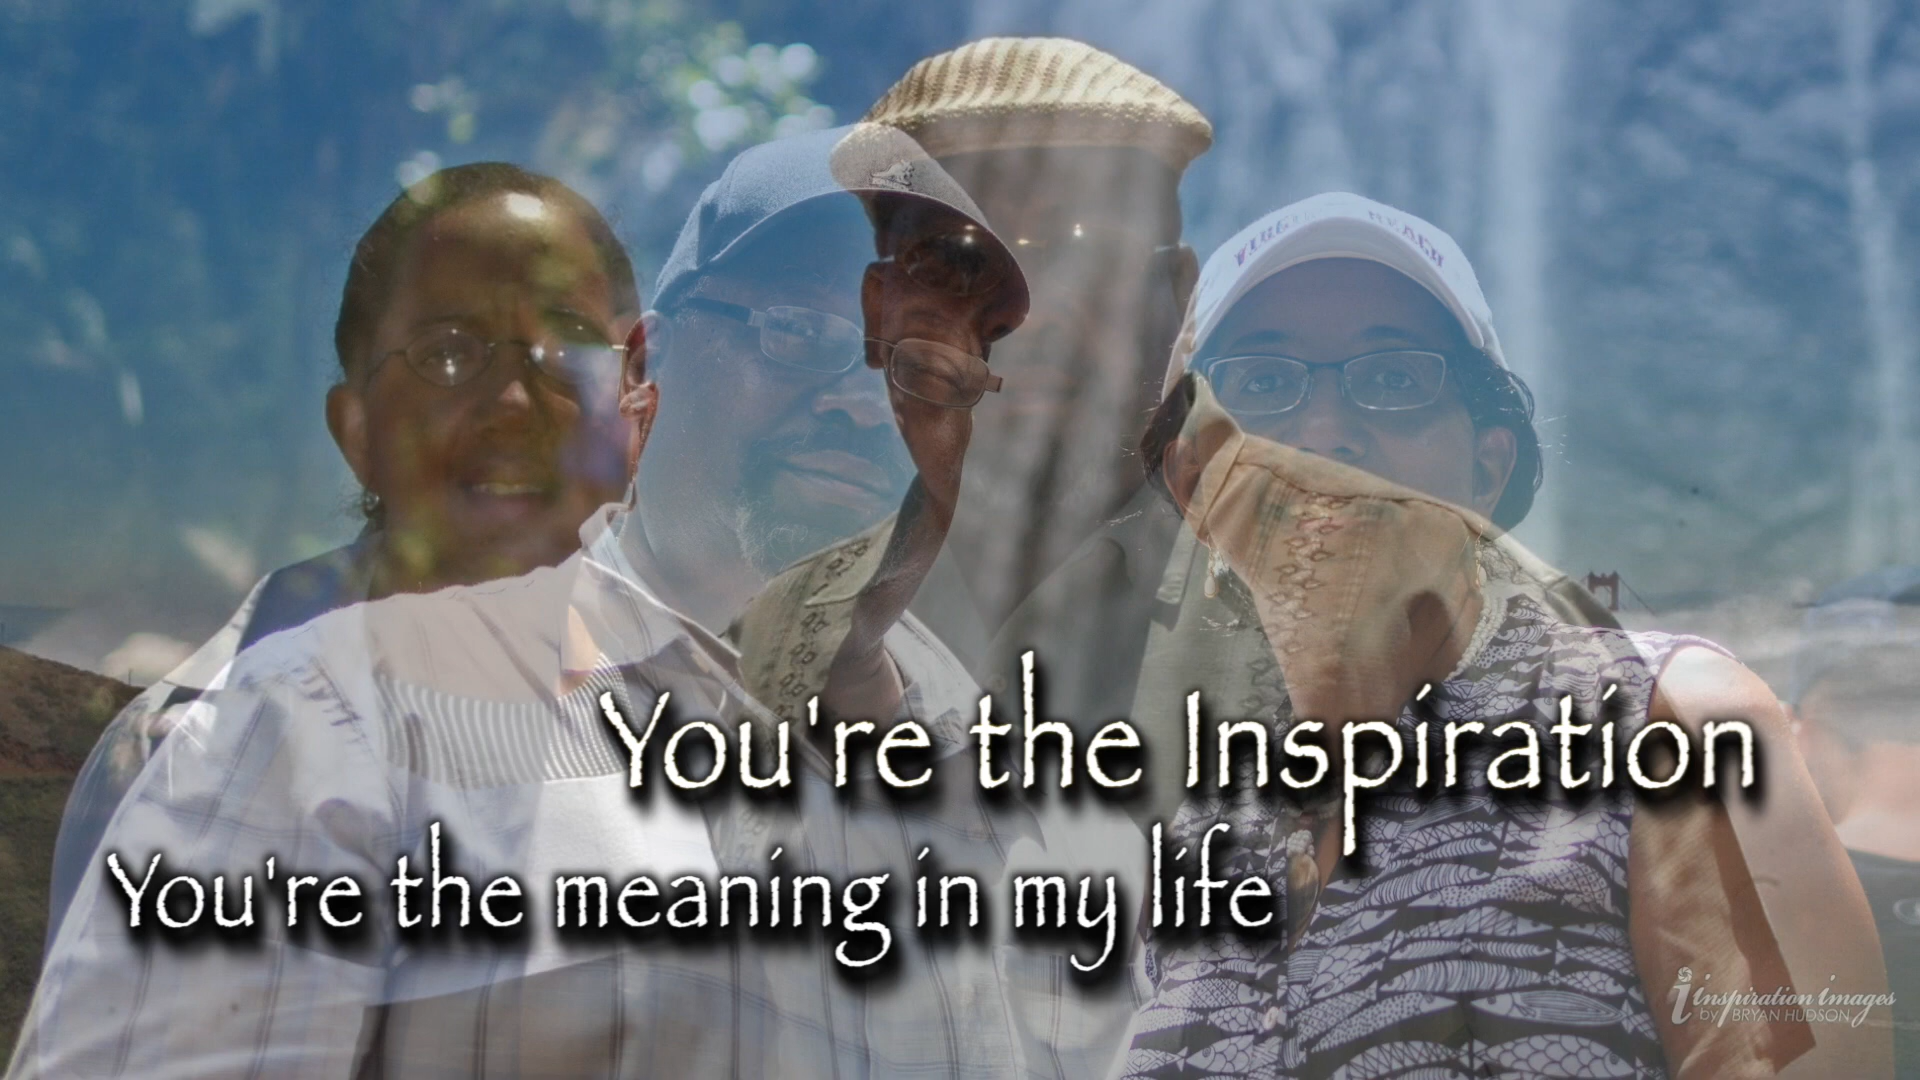 You're the Inspiration
You're the meaning in my life
inspiration images
by BRYAN HUDSON